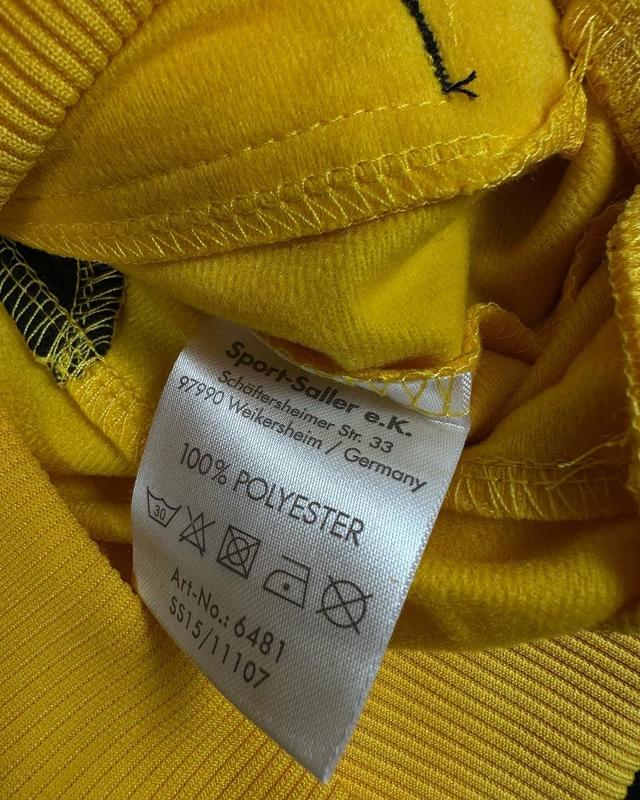 Sport-Saller e.K.
Schäftersheimer Str. 33
97990 Weikersheim / Germany
100% POLYESTER
30
Art-No.: 6481
SS15/11107